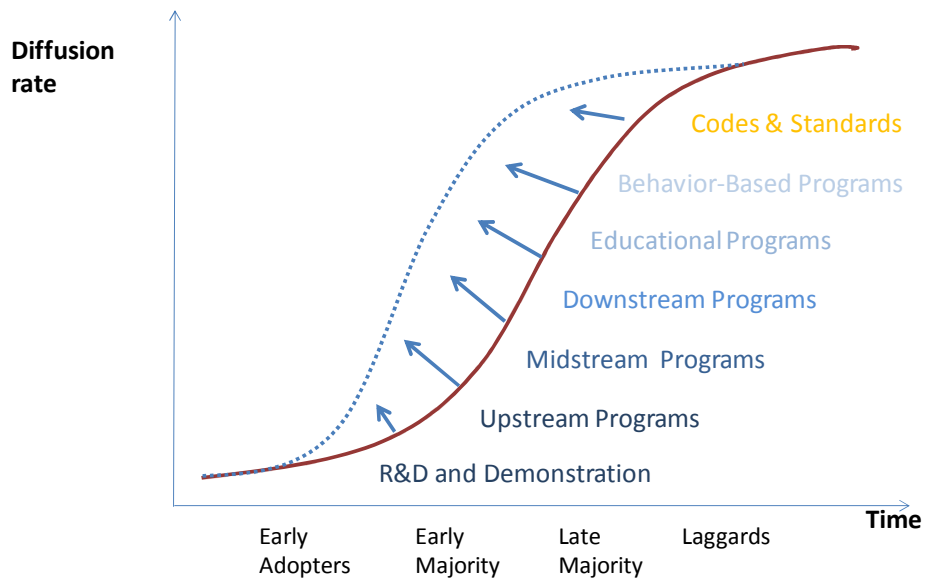 Diffusion
rate
Codes & Standards
Behavior-Based Programs
Educational Programs
Downstream Programs
Midstream Programs
Upstream Programs
R&D and Demonstration
Time
Early
Adopters
Early
Majority
Late
Majority
Laggards